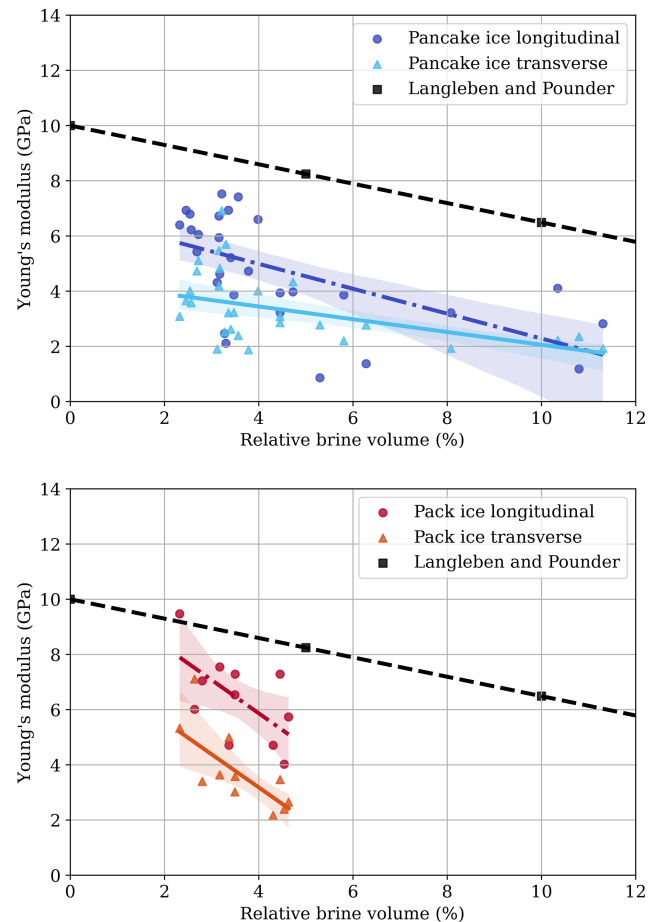 14
12
10
8
6
4
2
0
Young's modulus (GPa)
Pancake ice longitudinal
Pancake ice transverse
Langleben and Pounder
0 2 4 6 8 10 12
Relative brine volume (%)
14
12
10
8
6
4
2
0
Young's modulus (GPa)
Pack ice longitudinal
Pack ice transverse
Langleben and Pounder
0 2 4 6 8 10 12
Relative brine volume (%)